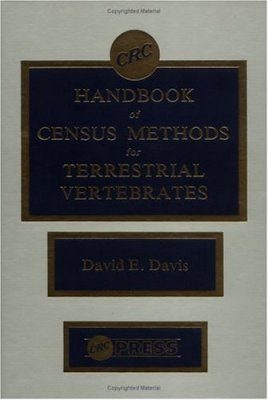 Copyrighted Material
CRC
HANDBOOK
of
CENSUS METHODS
for
TERRESTRIAL
VERTEBRATES
David E. Davis
CRC PRESS
Copyrighted Material